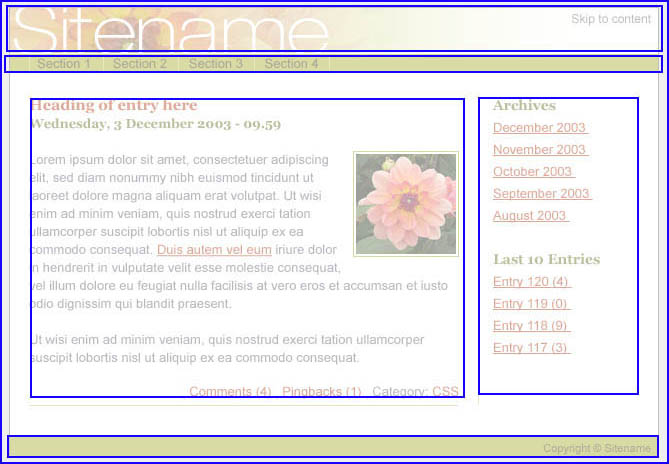 Sitename
Skip to content
Section 1 Section 2 Section 3 Section 4
Heading of entry here
Wednesday, 3 December 2003 - 09.59
Lorem ipsum dolor sit amet, consectetuer adipiscing
elit, sed diam nonummy nibh euismod tincidunt ut
laoreet dolore magna aliquam erat volutpat. Ut wisi
enim ad minim veniam, quis nostrud exerci tation
ullamcorper suscipit lobortis nisl ut aliquip ex ea
commodo consequat. Duis autem vel eum iriure dolor
in hendrerit in vulputate velit esse molestie consequat,
vel illum dolore eu feugiat nulla facilisis at vero eros et accumsan et iusto
odio dignissim qui blandit praesent.
Ut wisi enim ad minim veniam, quis nostrud exerci tation ullamcorper
suscipit lobortis nisl ut aliquip ex ea commodo consequat.
Comments (4) Pingbacks (1) Category: CSS
Archives
December 2003
November 2003
October 2003
September 2003
August 2003
Last 10 Entries
Entry 120 (4)
Entry 119 (0)
Entry 118 (9)
Entry 117 (3)
Copyright © Sitename